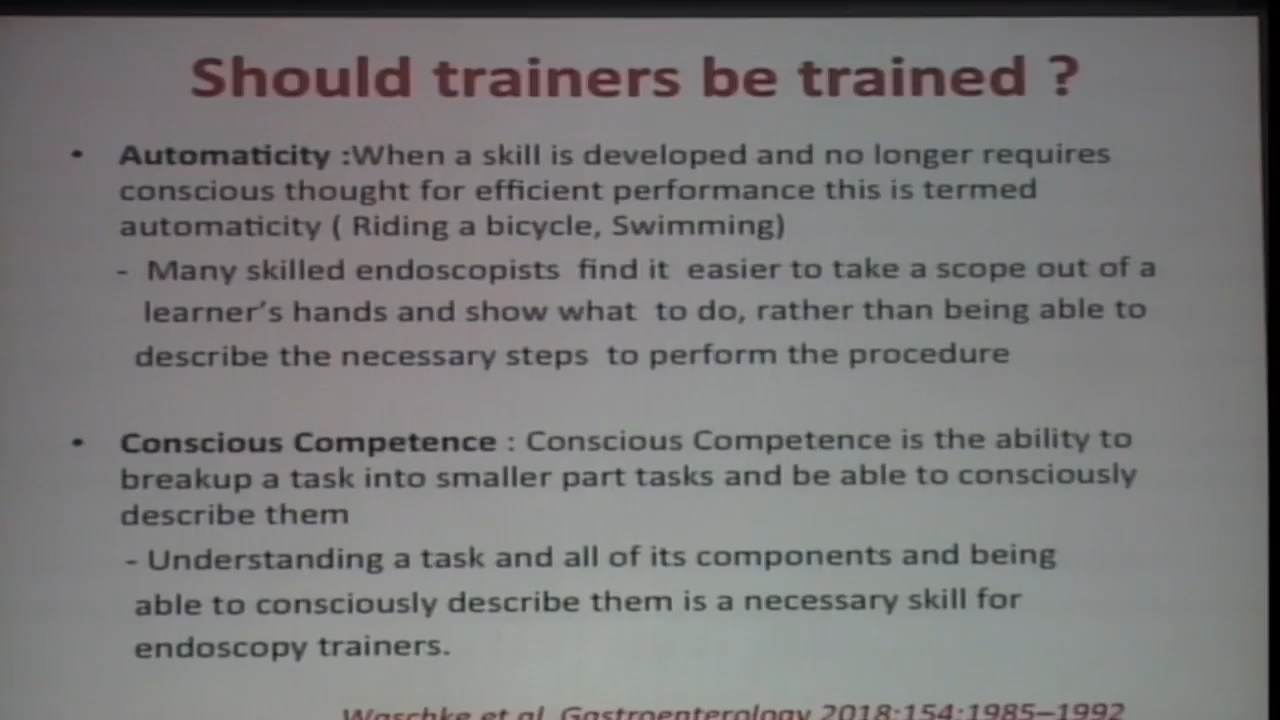 Should trainers be trained ?
• Automaticity :When a skill is developed and no longer requires
conscious thought for efficient performance this is termed
automaticity ( Riding a bicycle, Swimming)
- Many skilled endoscopists find it easier to take a scope out of a
learner's hands and show what to do, rather than being able to
describe the necessary steps to perform the procedure
• Conscious Competence : Conscious Competence is the ability to
breakup a task into smaller part tasks and be able to consciously
describe them
- Understanding a task and all of its components and being
able to consciously describe them is a necessary skill for
endoscopy trainers.
Waschke et al Gastroenterology 2018;154:1985–1992